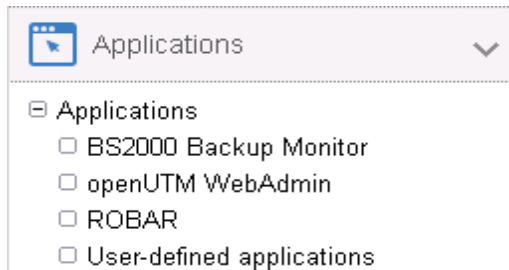 Applications
Applications
BS2000 Backup Monitor
openUTM WebAdmin
ROBAR
User-defined applications